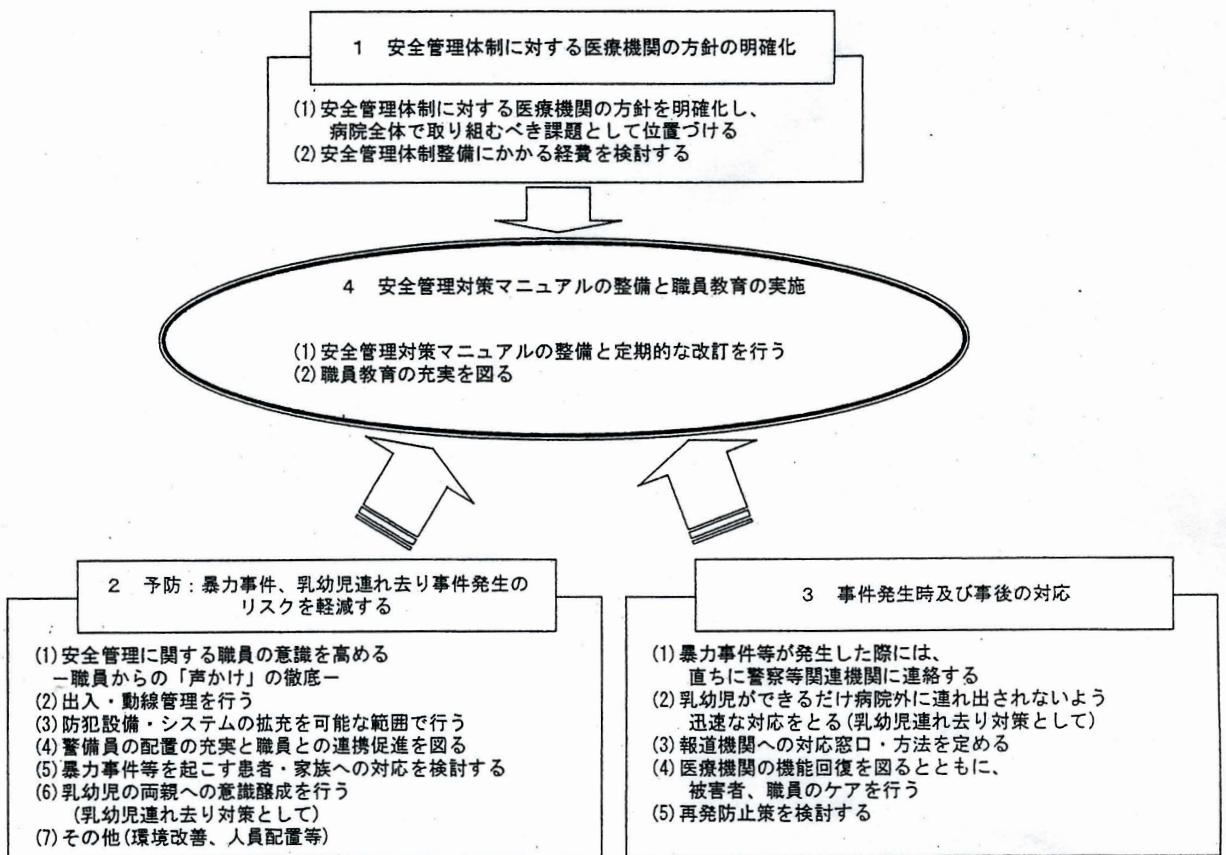 1 安全管理体制に対する医療機関の方針の明確化
(1)安全管理体制に対する医療機関の方針を明確化し、
病院全体で取り組むべき課題として位置づける
(2)安全管理体制整備にかかる経費を検討する
4 安全管理対策マニュアルの整備と職員教育の実施
(1)安全管理対策マニュアルの整備と定期的な改訂を行う
(2)職員教育の充実を図る
2 予防：暴力事件、乳幼児連れ去り事件発生の
リスクを軽減する
(1)安全管理に関する職員の意識を高める
－職員からの「声かけ」の徹底－
(2)出入・動線管理を行う
(3)防犯設備・システムの拡充を可能な範囲で行う
(4)警備員の配置の充実と職員との連携促進を図る
(5)暴力事件等を起こす患者・家族への対応を検討する
(6)乳幼児の両親への意識醸成を行う
(乳幼児連れ去り対策として)
(7)その他(環境改善、人員配置等)
3 事件発生時及び事後の対応
(1)暴力事件等が発生した際には、
直ちに警察等関連機関に連絡する
(2)乳幼児ができるだけ病院外に連れ出されないよう
迅速な対応をとる(乳幼児連れ去り対策として)
(3)報道機関への対応窓口・方法を定める
(4)医療機関の機能回復を図るとともに、
被害者、職員のケアを行う
(5)再発防止策を検討する